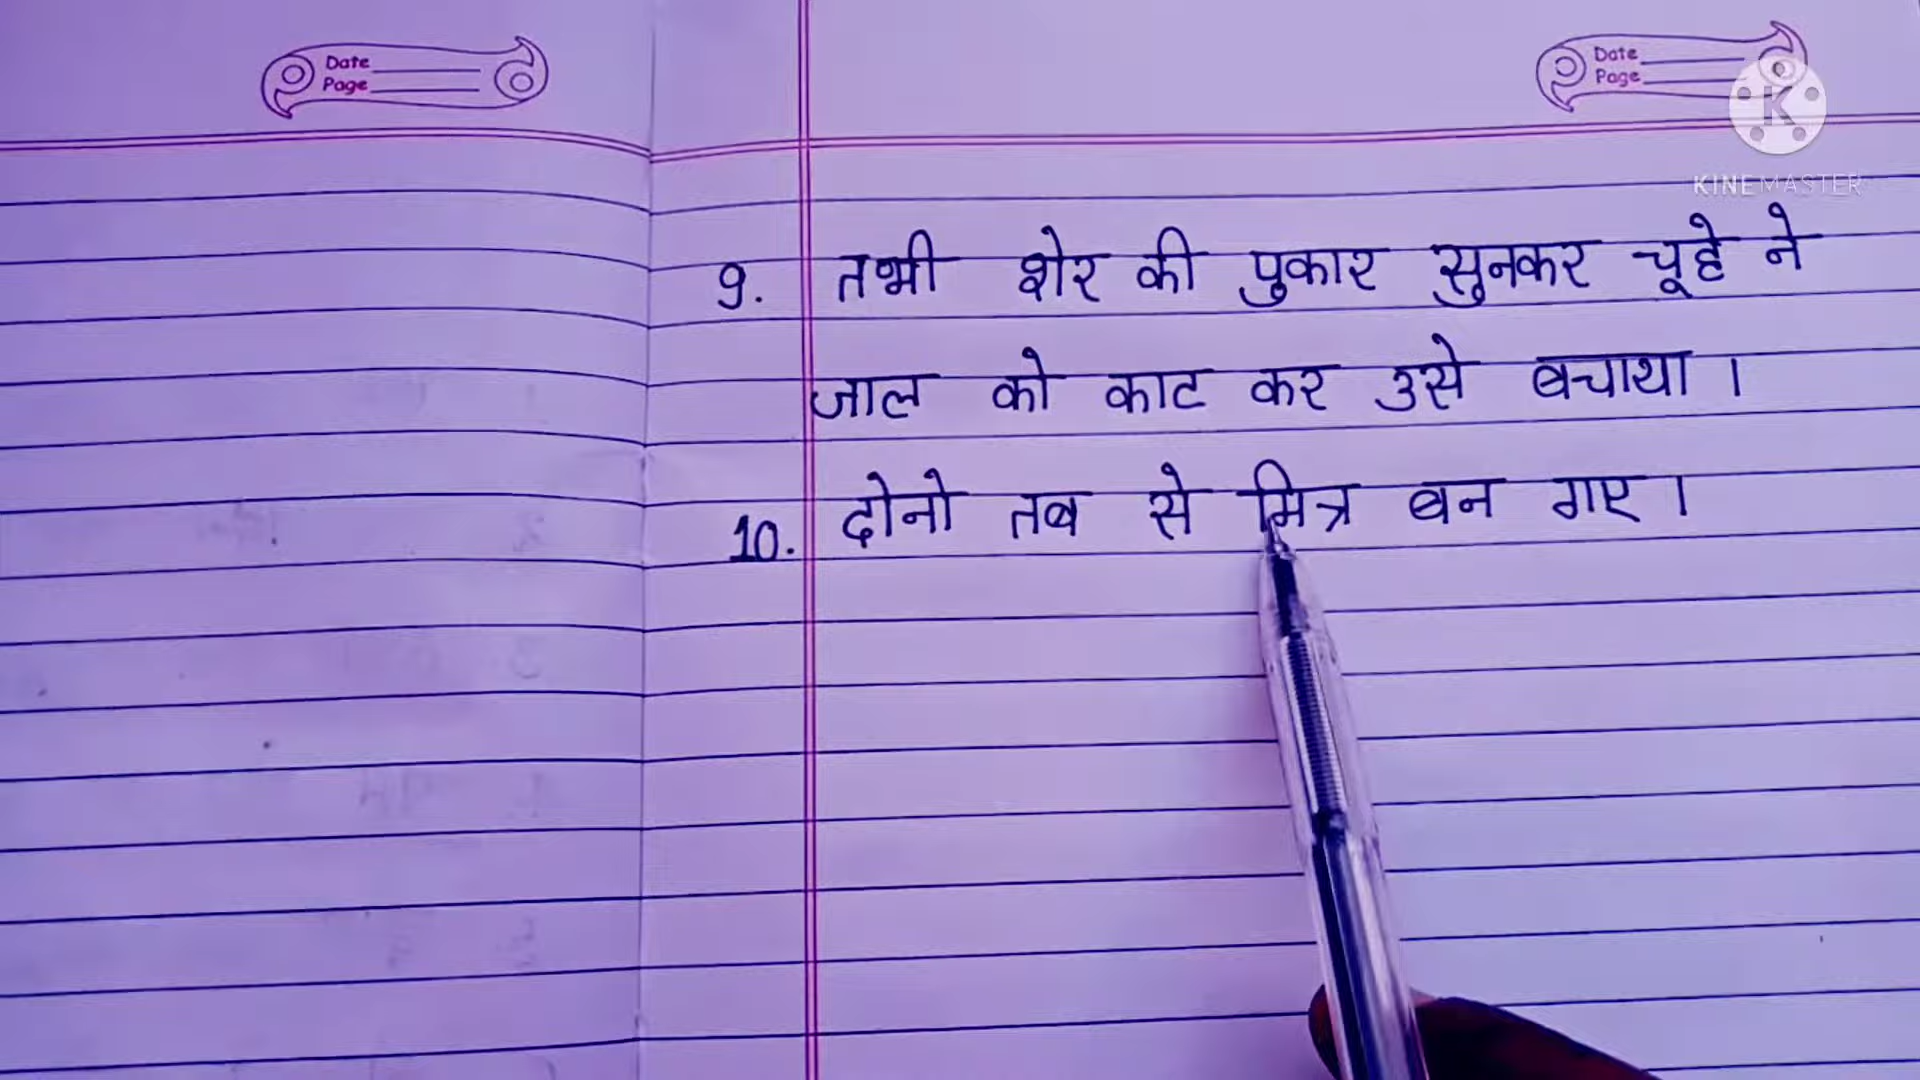 Date
Page
Date
Page
KINEMASTER
9. तभी शेर की पुकार सुनकर चूहे ने
जाल को काट कर उसे बचाया ।
10. दोनो तब से मित्र बन गए ।